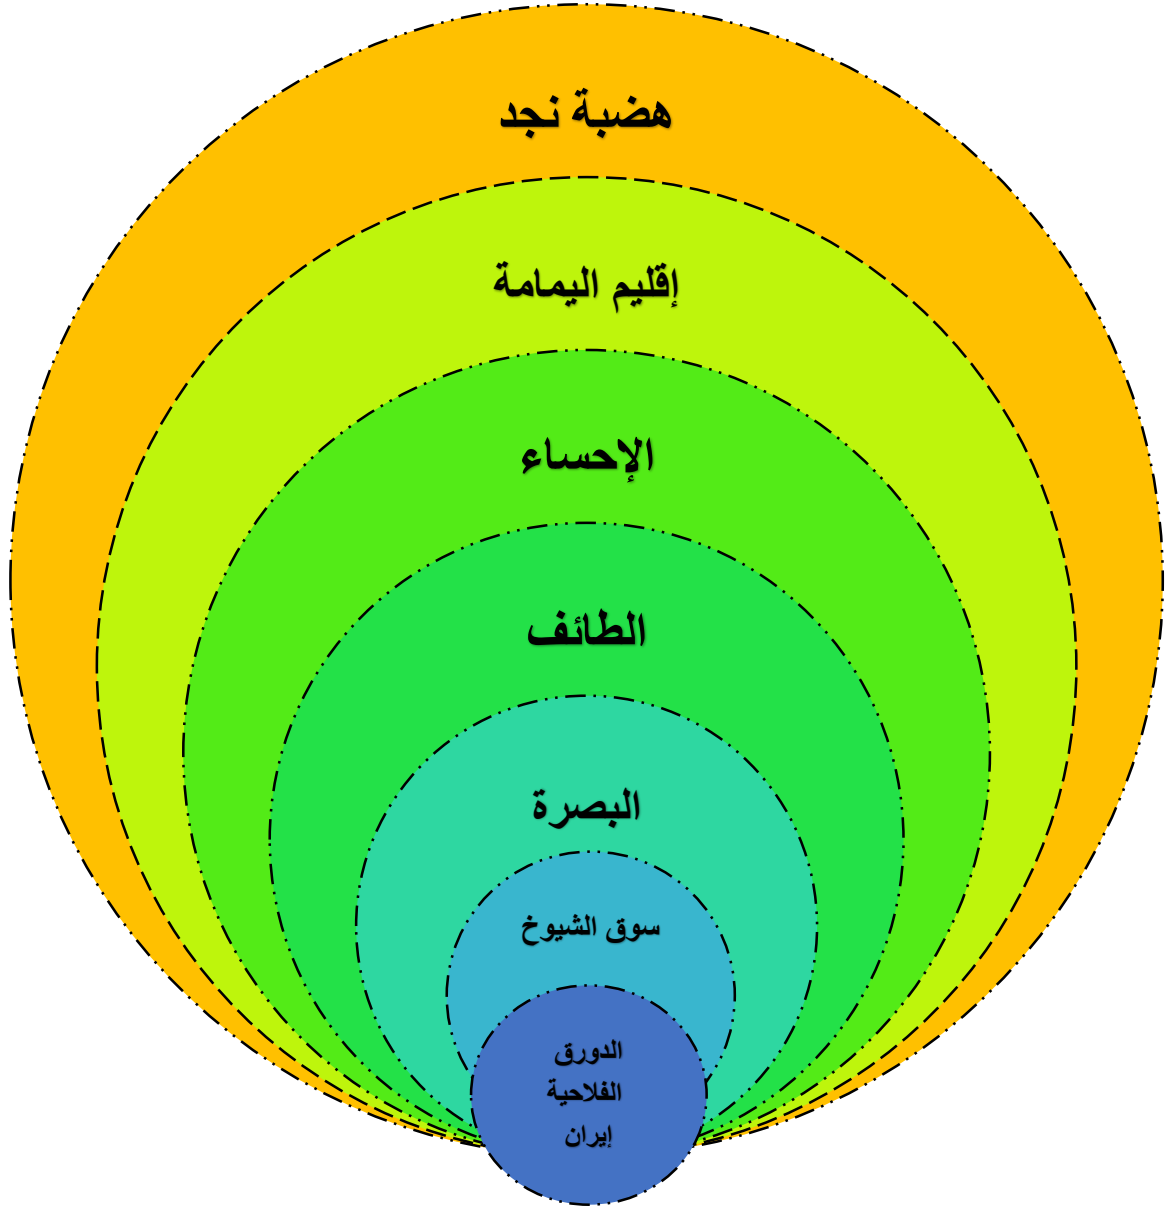 هضبة نجد
إقليم اليمامة
الإحساء
الطائف
البصرة
سوق الشيوخ
الدورق
الفلاحية
إيران